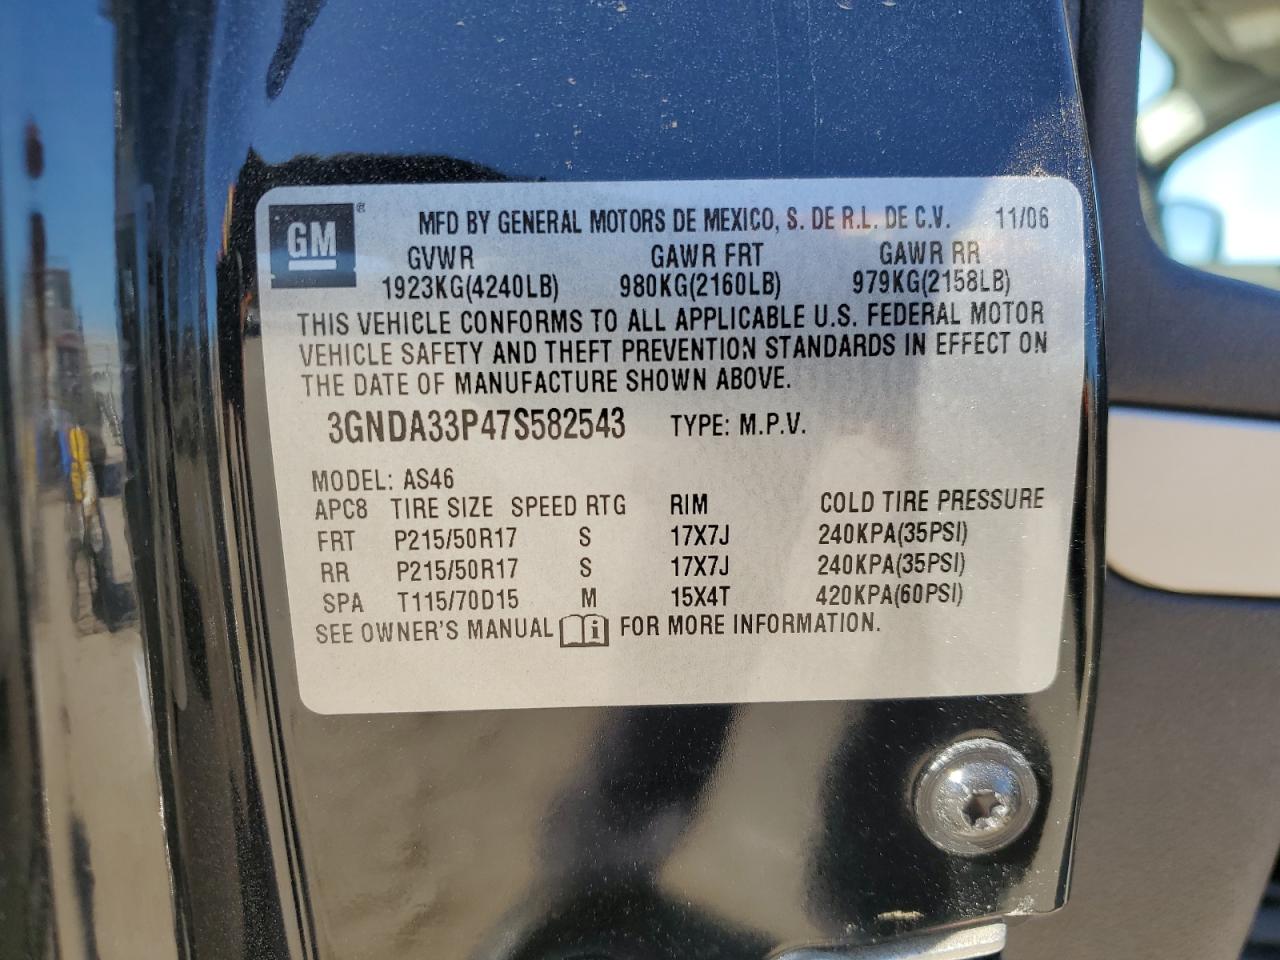 GM ® MFD BY GENERAL MOTORS DE MEXICO, S. DE R.L. DE C.V. 11/06
GVWR GAWR FRT GAWR RR
1923KG(4240LB) 980KG(2160LB) 979KG(2158LB)
THIS VEHICLE CONFORMS TO ALL APPLICABLE U.S. FEDERAL MOTOR
VEHICLE SAFETY AND THEFT PREVENTION STANDARDS IN EFFECT ON
THE DATE OF MANUFACTURE SHOWN ABOVE.
3GNDA33P47S582543 TYPE: M.P.V.
MODEL: AS46
APC8 TIRE SIZE SPEED RTG RIM COLD TIRE PRESSURE
FRT P215/50R17 S 17X7J 240KPA(35PSI)
RR P215/50R17 S 17X7J 240KPA(35PSI)
SPA T115/70D15 M 15X4T 420KPA(60PSI)
SEE OWNER'S MANUAL i FOR MORE INFORMATION.